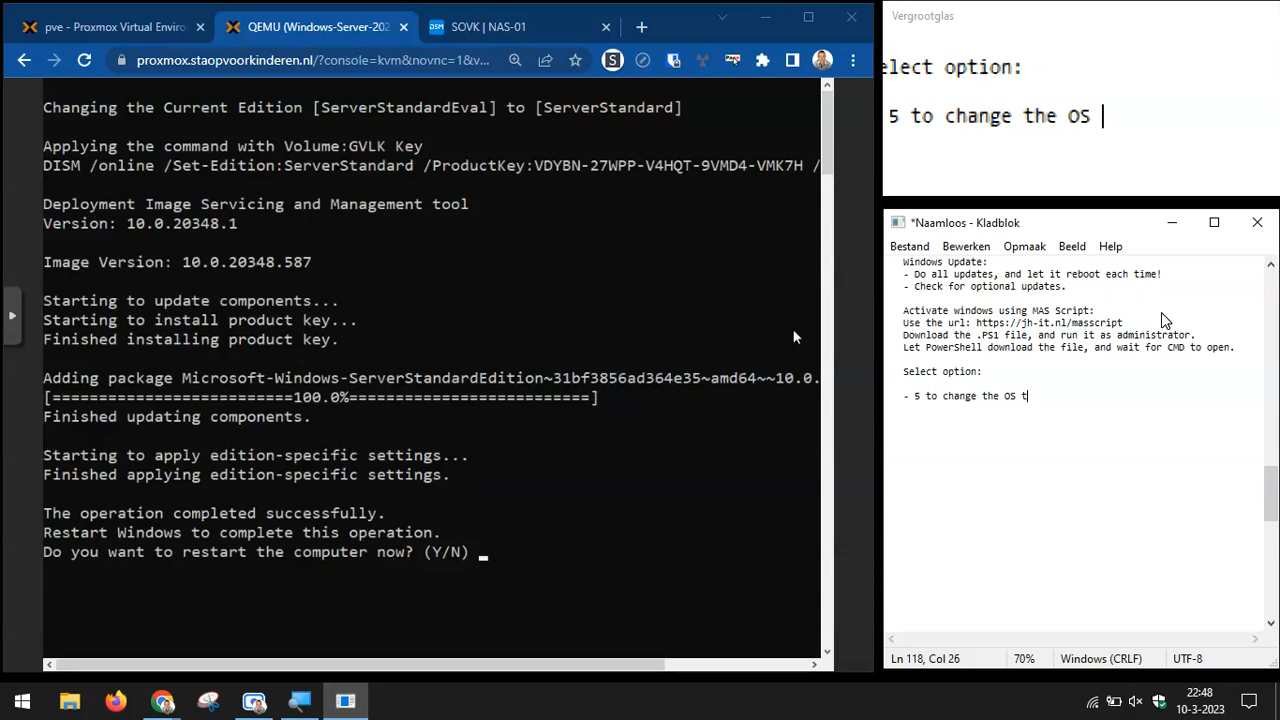 pve - Proxmox Virtual Enviro
QEMU (Windows-Server-202
DSM
SOVK | NAS-01
proxmox.staopvoorkinderen.nl/?console=kvm&novnc=1&v...
Changing the Current Edition [ServerStandardEval] to [ServerStandard]
Applying the command with Volume:GVLK Key
DISM /online /Set-Edition:ServerStandard /ProductKey:VDYBN-27WPP-V4HQT-9VMD4-VMK7H /
Deployment Image Servicing and Management tool
Version: 10.0.20348.1
Image Version: 10.0.20348.587
Starting to update components...
Starting to install product key...
Finished installing product key.
Adding package Microsoft-Windows-ServerStandardEdition~31bf3856ad364e35~amd64~~10.0.
[==========================100.0%==========================]
Finished updating components.
Starting to apply edition-specific settings...
Finished applying edition-specific settings.
The operation completed successfully.
Restart Windows to complete this operation.
Do you want to restart the computer now? (Y/N)
Vergrootglas
elect option:
5 to change the OS
*Naamloos - Kladblok
Bestand Bewerken Opmaak Beeld Help
Windows Update:
- Do all updates, and let it reboot each time!
- Check for optional updates.
Activate windows using MAS Script:
Use the url: https://jh-it.nl/masscript
Download the .PS1 file, and run it as administrator.
Let PowerShell download the file, and wait for CMD to open.
Select option:
- 5 to change the OS t
Ln 118, Col 26
70%
Windows (CRLF)
UTF-8
22:48
10-3-2023